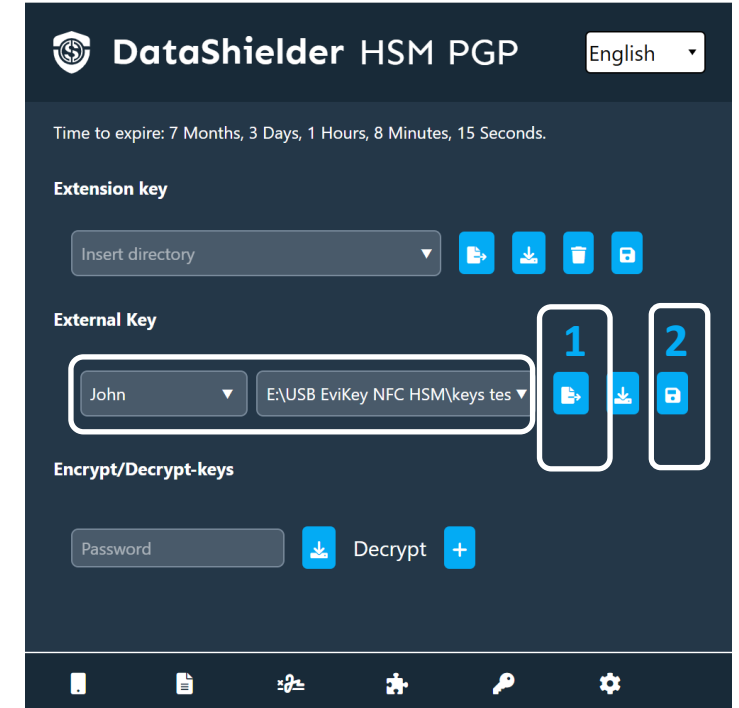 DataShielder HSM PGP
English
Time to expire: 7 Months, 3 Days, 1 Hours, 8 Minutes, 15 Seconds.
Extension key
Insert directory
External Key
1
2
John
E:\USB EviKey NFC HSM\keys tes
Encrypt/Decrypt-keys
Password
Decrypt